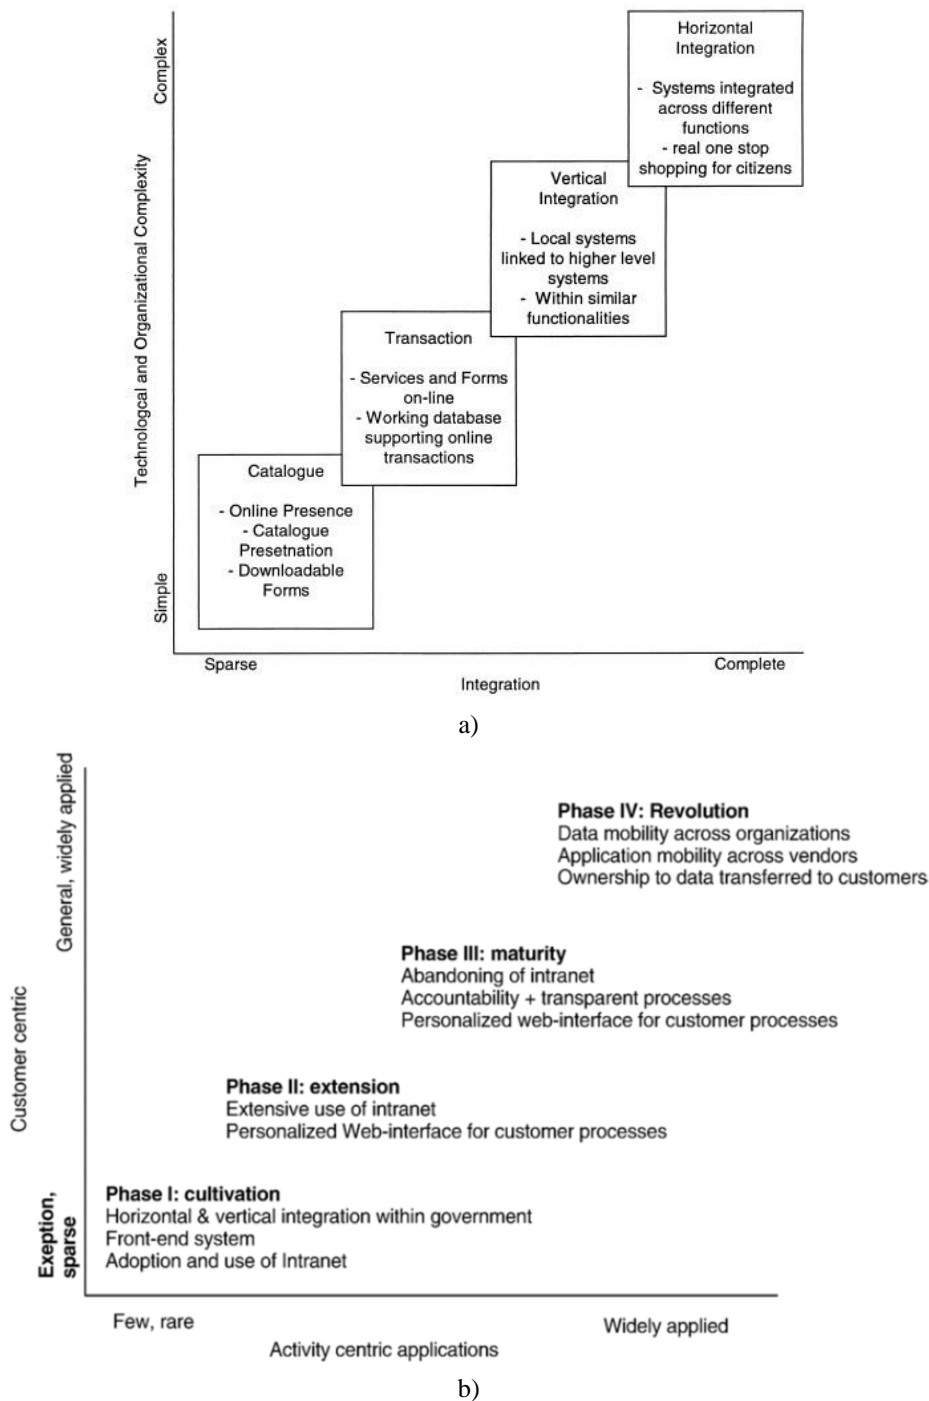 Complex
Technologcal and Organizational Complexity
Simple
Horizontal
Integration
- Systems integrated
across different
functions
- real one stop
shopping for citizens
Vertical
Integration
- Local systems
linked to higher level
systems
- Within similar
functionalities
Transaction
- Services and Forms
on-line
- Working database
supporting online
transactions
Catalogue
- Online Presence
- Catalogue
Presetnation
- Downloadable
Forms
Sparse
Complete
Integration
a)
General, widely applied
Customer centric
Exeption,
sparse
Phase IV: Revolution
Data mobility across organizations
Application mobility across vendors
Ownership to data transferred to customers
Phase III: maturity
Abandoning of intranet
Accountability + transparent processes
Personalized web-interface for customer processes
Phase II: extension
Extensive use of intranet
Personalized Web-interface for customer processes
Phase I: cultivation
Horizontal & vertical integration within government
Front-end system
Adoption and use of Intranet
Few, rare
Widely applied
Activity centric applications
b)